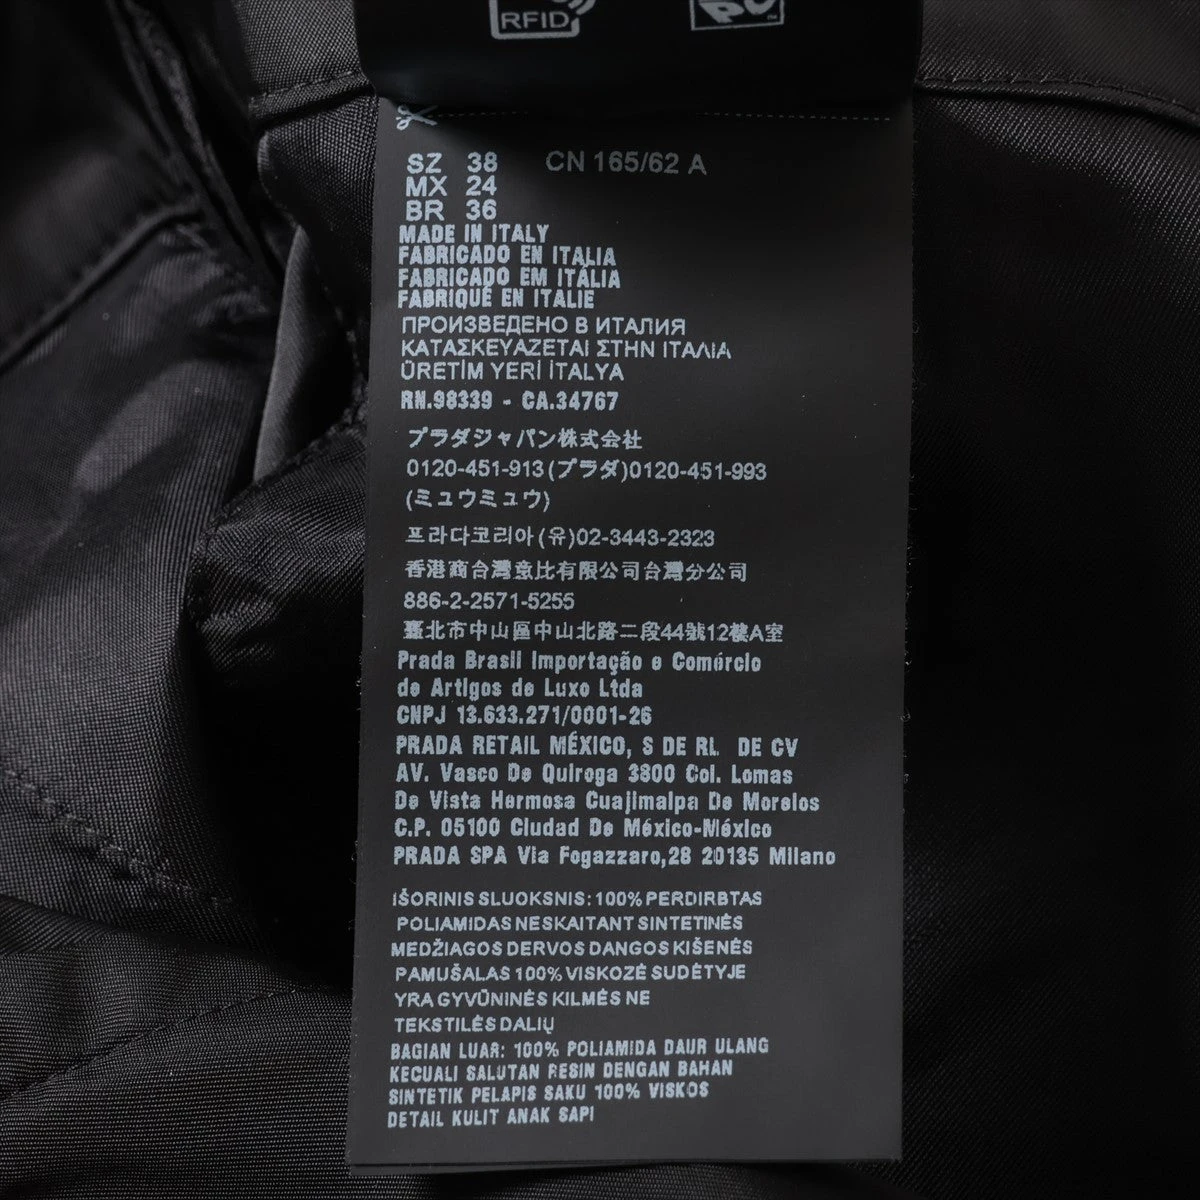 RFID
SZ 38 CN 165/62 A
MX 24
BR 36
MADE IN ITALY
FABRICADO EN ITALIA
FABRICADO EM ITÁLIA
FABRIQUÉ EN ITALIE
ПРОИЗВЕДЕНО В ИТАЛИЯ
ΚΑΤΑΣΚΕΥΑΖΕΤΑΙ ΣΤΗΝ ΙΤΑΛΙΑ
ÜRETİM YERİ İTALYA
RN.98339 - CA.34767
プラダジャパン株式会社
0120-451-913(プラダ)0120-451-993
(ミュウミュウ)
프라다코리아(유)02-3443-2323
香港商台灣意比有限公司台灣分公司
886-2-2571-5255
臺北市中山區中山北路二段44號12樓A室
Prada Brasil Importação e Comércio
de Artigos de Luxo Ltda
CNPJ 13.633.271/0001-26
PRADA RETAIL MÉXICO, S DE RL DE CV
AV. Vasco De Quiroga 3800 Col. Lomas
De Vista Hermosa Cuajimalpa De Morelos
C.P. 05100 Ciudad De México-México
PRADA SPA Via Fogazzaro,28 20135 Milano
IŠORINIS SLUOKSNIS: 100% PERDIRBTAS
POLIAMIDAS NESKAITANT SINTETINĖS
MEDŽIAGOS DERVOS DANGOS KIŠENĖS
PAMUŠALAS 100% VISKOZĖ SUDĖTYJE
YRA GYVŪNINĖS KILMĖS NE
TEKSTILĖS DALIŲ
BAGIAN LUAR: 100% POLIAMIDA DAUR ULANG
KECUALI SALUTAN RESIN DENGAN BAHAN
SINTETIK PELAPIS SAKU 100% VISKOS
DETAIL KULIT ANAK SAPI